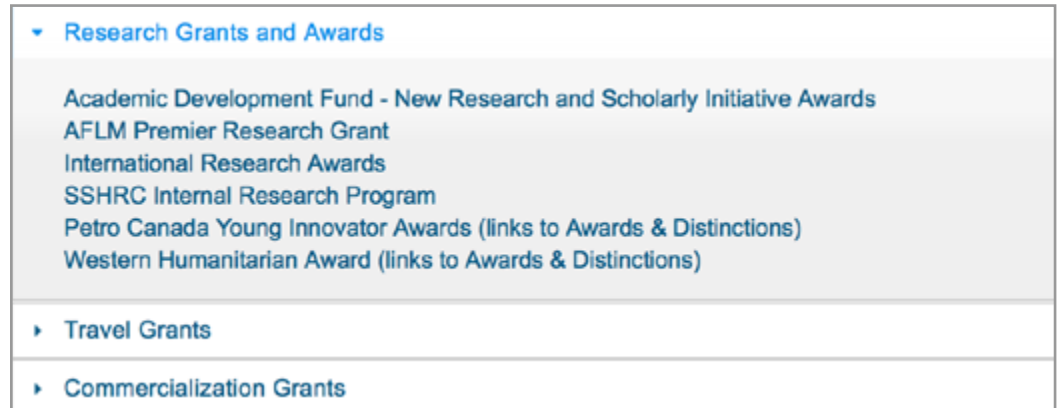 Research Grants and Awards
Academic Development Fund - New Research and Scholarly Initiative Awards
AFLM Premier Research Grant
International Research Awards
SSHRC Internal Research Program
Petro Canada Young Innovator Awards (links to Awards & Distinctions)
Western Humanitarian Award (links to Awards & Distinctions)
Travel Grants
Commercialization Grants